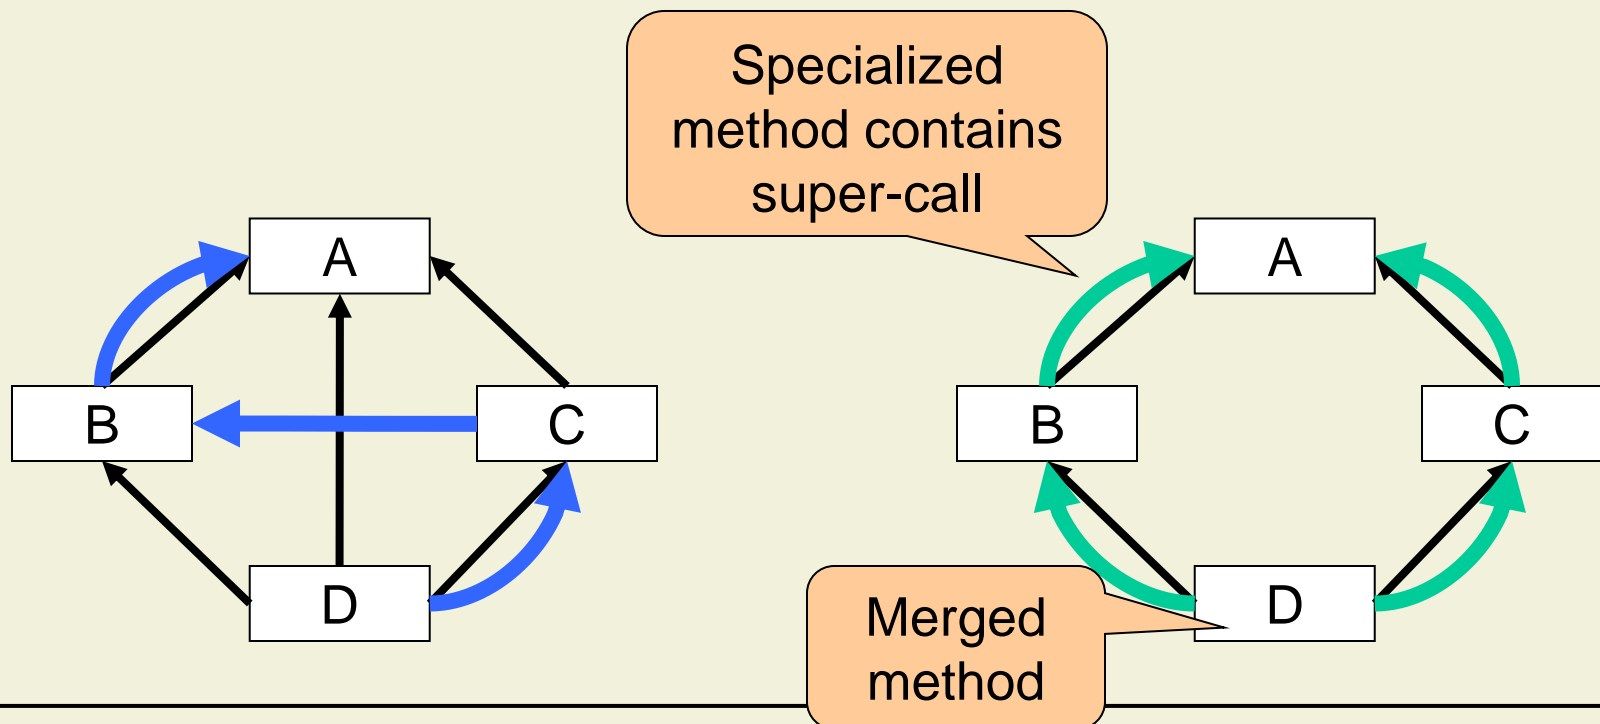 Specialized
method contains
super-call
A
B
C
D
A
B
C
D
Merged
method